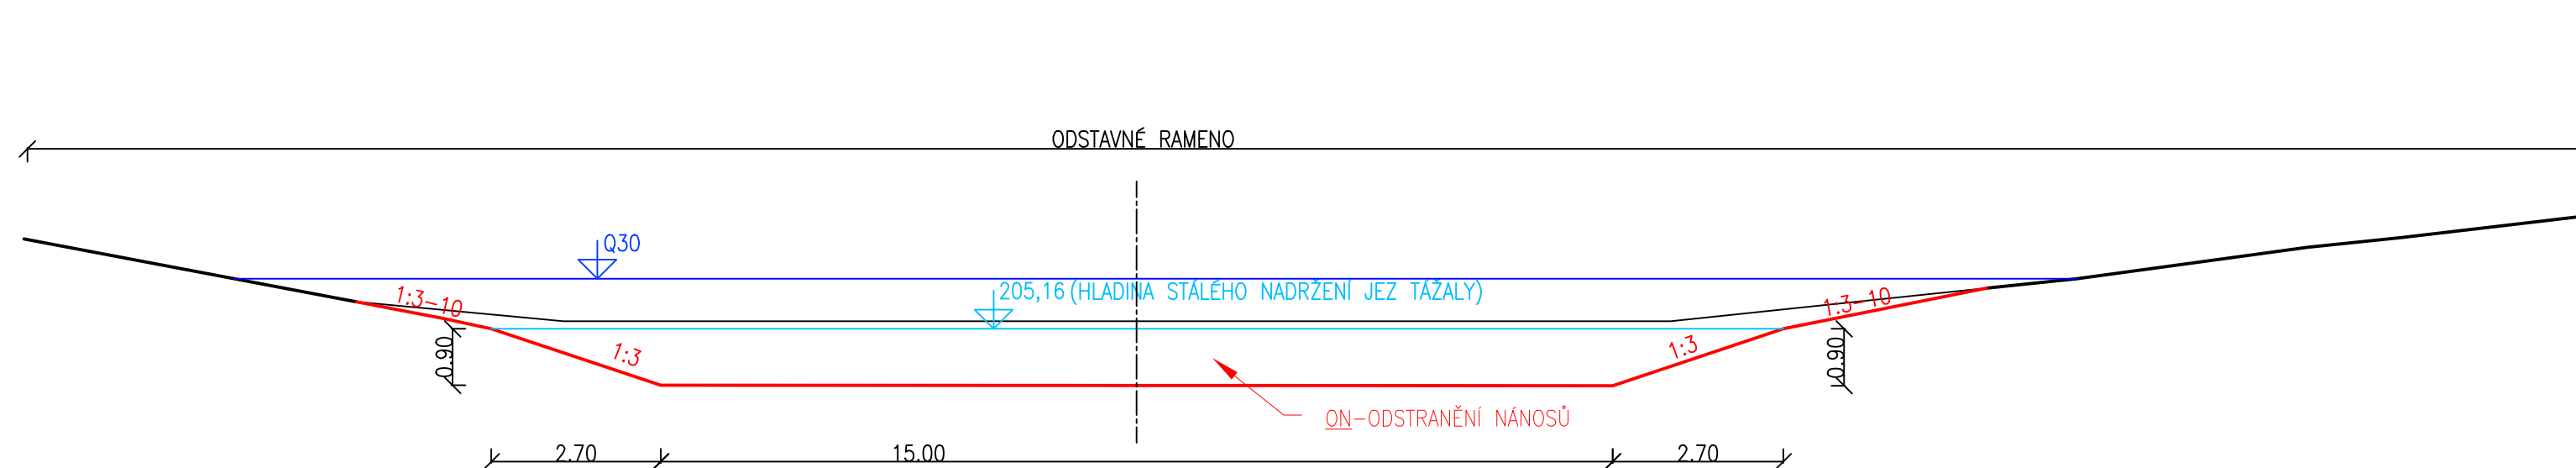 ODSTAVNÉ RAMENO
Q30
205,16 (HLADINA STÁLÉHO NADRŽENÍ JEZ TÁŽALY)
1:3-10
1:3-10
0.90
1:3
1:3
0.90
ON-ODSTRANĚNÍ NÁNOSŮ
2.70
15.00
2.70